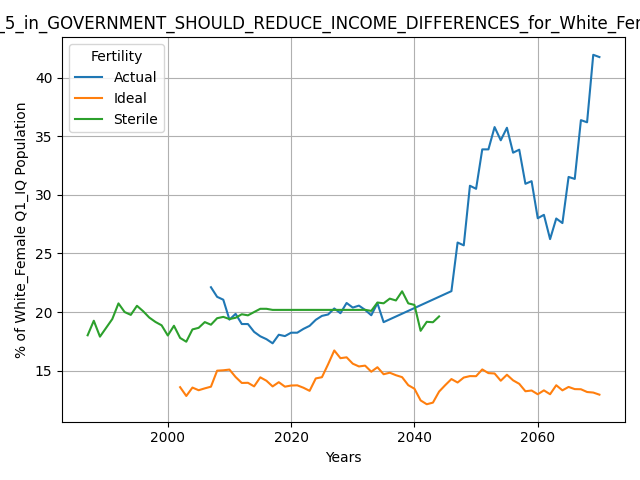 _5_in_GOVERNMENT_SHOULD_REDUCE_INCOME_DIFFERENCES_for_White_Fer
Fertility
Actual
Ideal
Sterile
% of White_Female Q1_IQ Population
40
35
30
25
20
15
2000
2020
2040
2060
Years